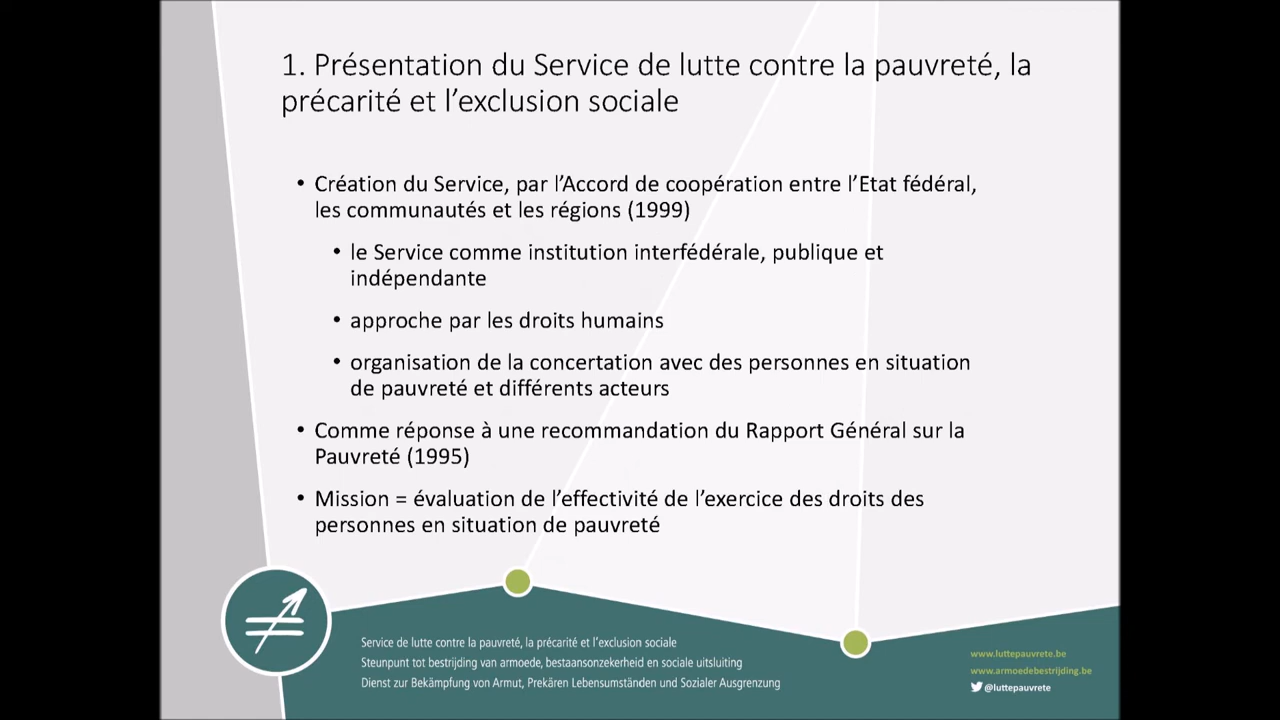 1. Présentation du Service de lutte contre la pauvreté, la
précarité et l’exclusion sociale
• Création du Service, par l’Accord de coopération entre l’Etat fédéral,
les communautés et les régions (1999)
• le Service comme institution interfédérale, publique et
indépendante
• approche par les droits humains
• organisation de la concertation avec des personnes en situation
de pauvreté et différents acteurs
• Comme réponse à une recommandation du Rapport Général sur la
Pauvreté (1995)
• Mission = évaluation de l’effectivité de l’exercice des droits des
personnes en situation de pauvreté
Service de lutte contre la pauvreté, la précarité et l’exclusion sociale
Steunpunt tot bestrijding van armoede, bestaansonzekerheid en sociale uitsluiting
Dienst zur Bekämpfung von Armut, Prekären Lebensumständen und Sozialer Ausgrenzung
www.luttepauvrete.be
www.armoedebestrijding.be
@luttepauvrete